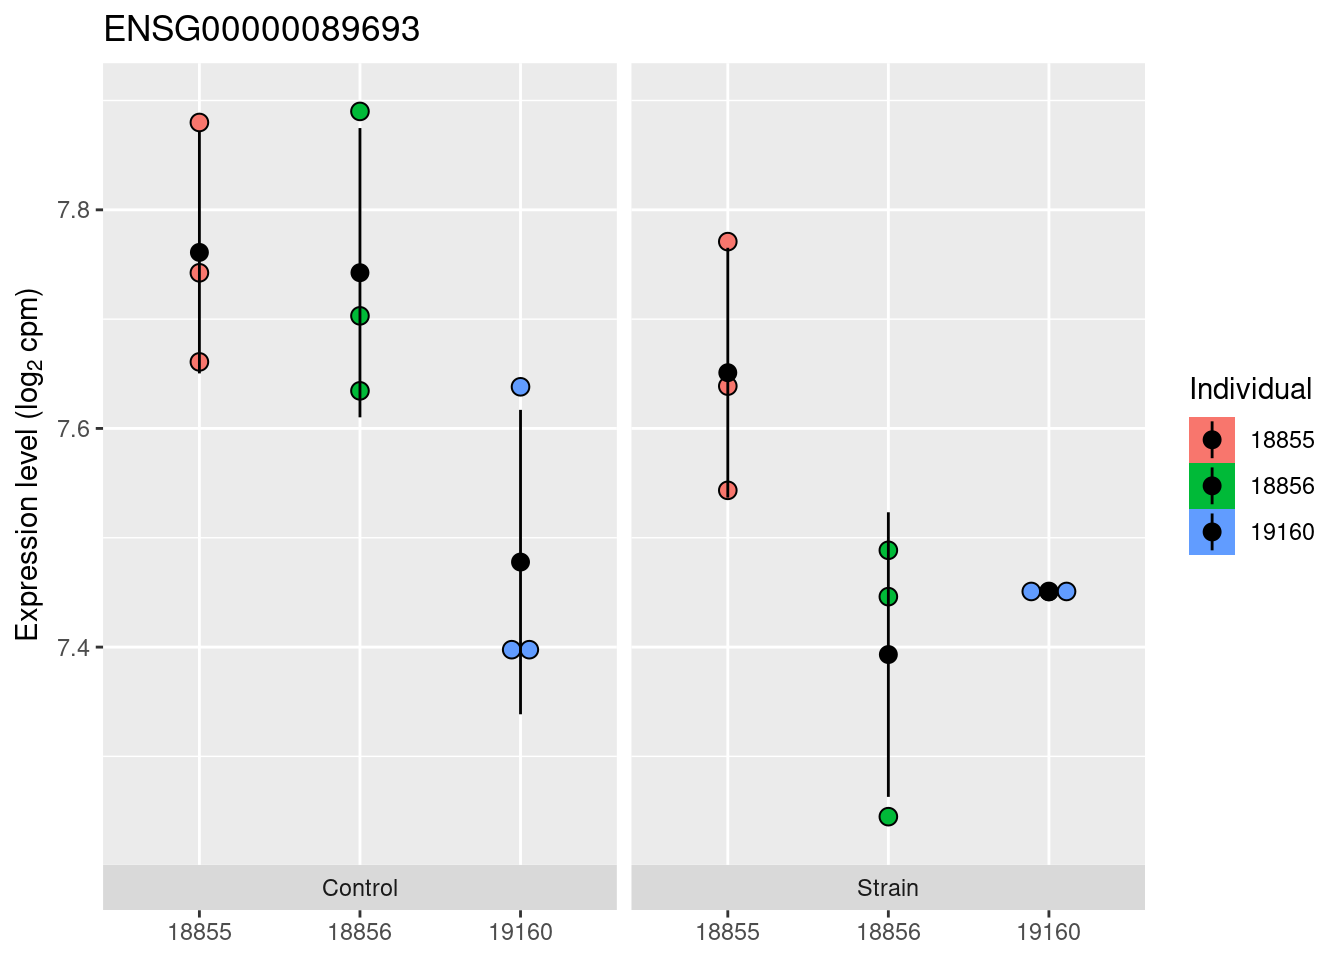 ENSG00000089693
Expression level (log₂ cpm)
7.8
7.6
7.4
Control
Strain
18855
18856
19160
18855
18856
19160
Individual
18855
18856
19160